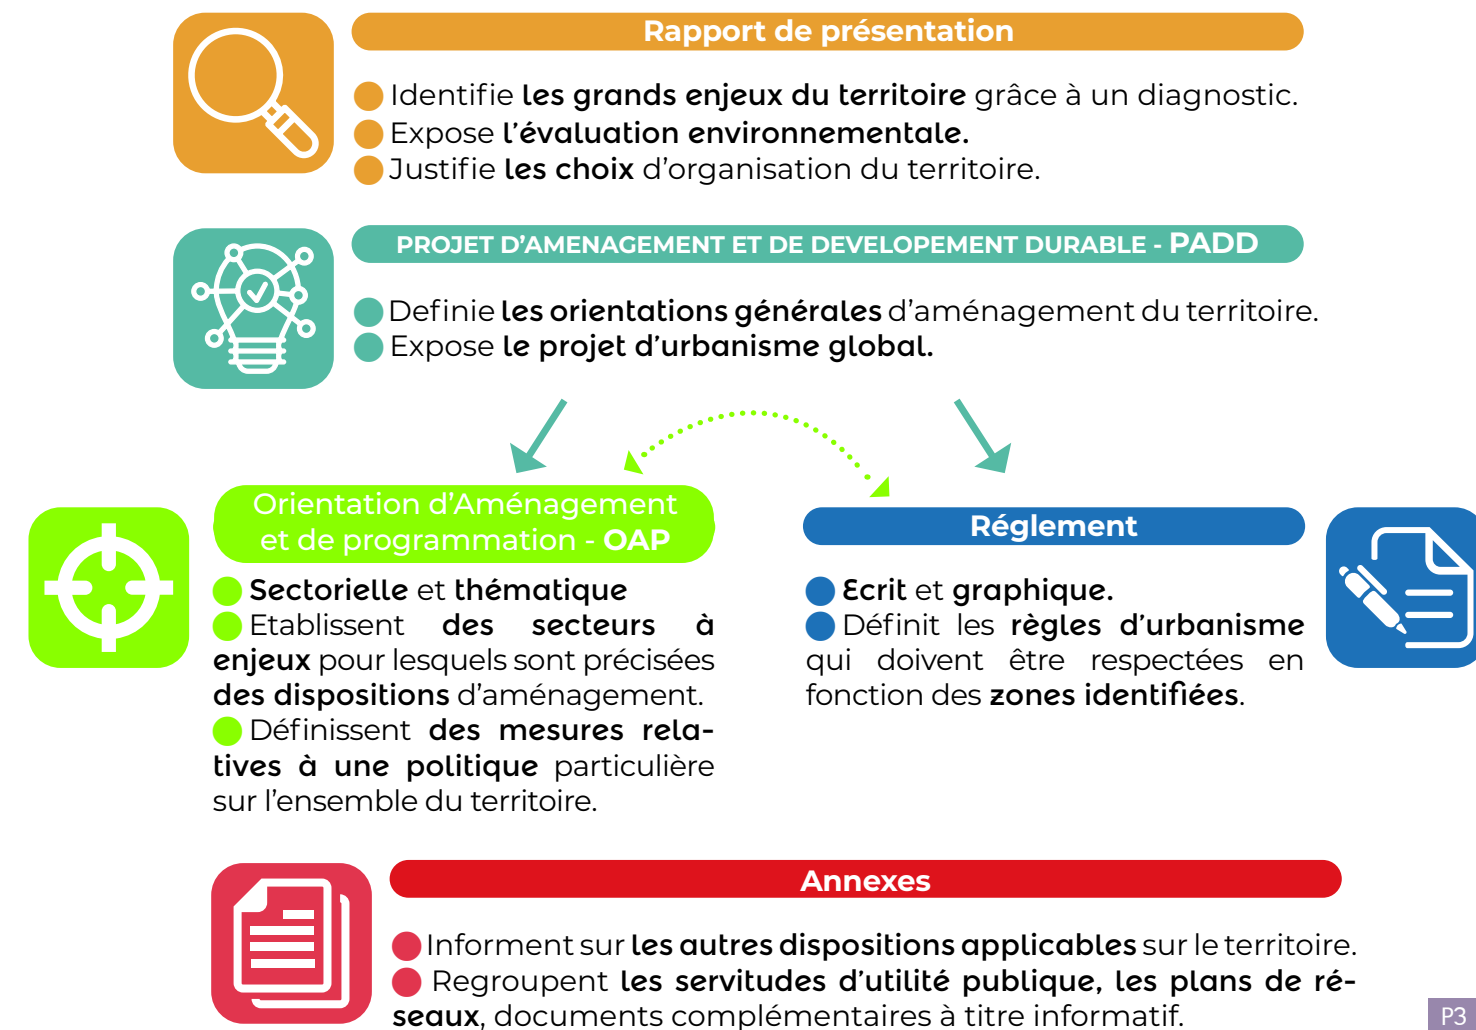 Rapport de présentation
Identifie les grands enjeux du territoire grâce à un diagnostic.
Expose l'évaluation environnementale.
Justifie les choix d'organisation du territoire.
PROJET D'AMENAGEMENT ET DE DEVELOPEMENT DURABLE - PADD
Definie les orientations générales d'aménagement du territoire.
Expose le projet d'urbanisme global.
Orientation d'Aménagement
et de programmation - OAP
Sectorielle et thématique
Etablissent des secteurs à
enjeux pour lesquels sont précisées
des dispositions d'aménagement.
Définissent des mesures rela-
tives à une politique particulière
sur l'ensemble du territoire.
Réglement
Ecrit et graphique.
Définit les règles d'urbanisme
qui doivent être respectées en
fonction des zones identifiées.
Annexes
Informent sur les autres dispositions applicables sur le territoire.
Regroupent les servitudes d'utilité publique, les plans de ré-
seaux, documents complémentaires à titre informatif.
P3